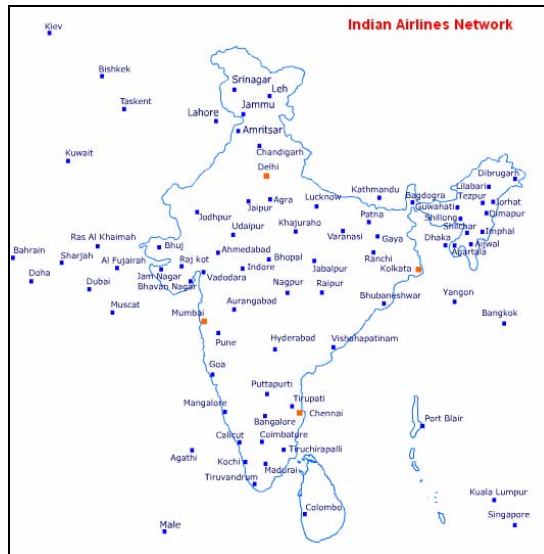 Indian Airlines Network
Kiev
Bishkek
Taskent
Srinagar
Leh
Jammu
Lahore
Amritsar
Kuwait
Chandigarh
Delhi
Dibrugarh
Lilabari
Kathmandu
Bagdogra
Tezpur
Jorhat
Lucknow
Agra
Jaipur
Guwahati
Dimapur
Jodhpur
Patna
Shillong
Udaipur
Khajuraho
Varanasi
Gaya
Shilchar
Imphal
Ras Al Khaimah
Bhuj
Dhaka
Aijwal
Agartala
Bahrain
Sharjah
Al Fujairah
Raj kot
Ahmedabad
Bhopal
Ranchi
Doha
Jam Nagar
Indore
Jabalpur
Kolkata
Dubai
Bhavan Nagar
Vadodara
Nagpur
Raipur
Muscat
Aurangabad
Bhubaneshwar
Yangon
Mumbai
Bangkok
Pune
Hyderabad
Vishahapatinam
Goa
Puttapurti
Tirupati
Mangalore
Chennai
Bangalore
Port Blair
Calicut
Coimbatore
Agathi
Tiruchirapalli
Kochi
Madurai
Tiruvandrum
Kuala Lumpur
Colombo
Singapore
Male